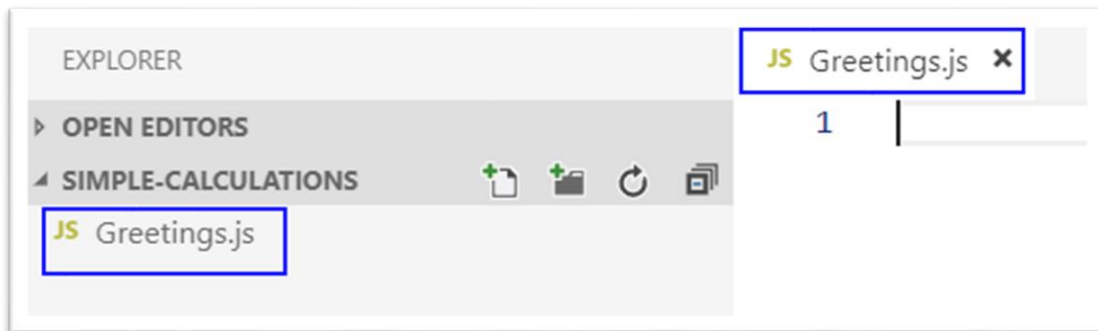 EXPLORER
OPEN EDITORS
SIMPLE-CALCULATIONS
JS Greetings.js
JS Greetings.js
1